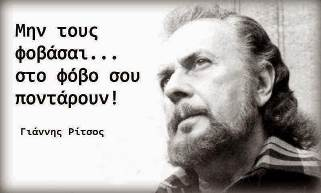 Μην τους
φοβάσαι...
στο φόβο σου
ποντάρουν!
Γιάννης Ρίτσος